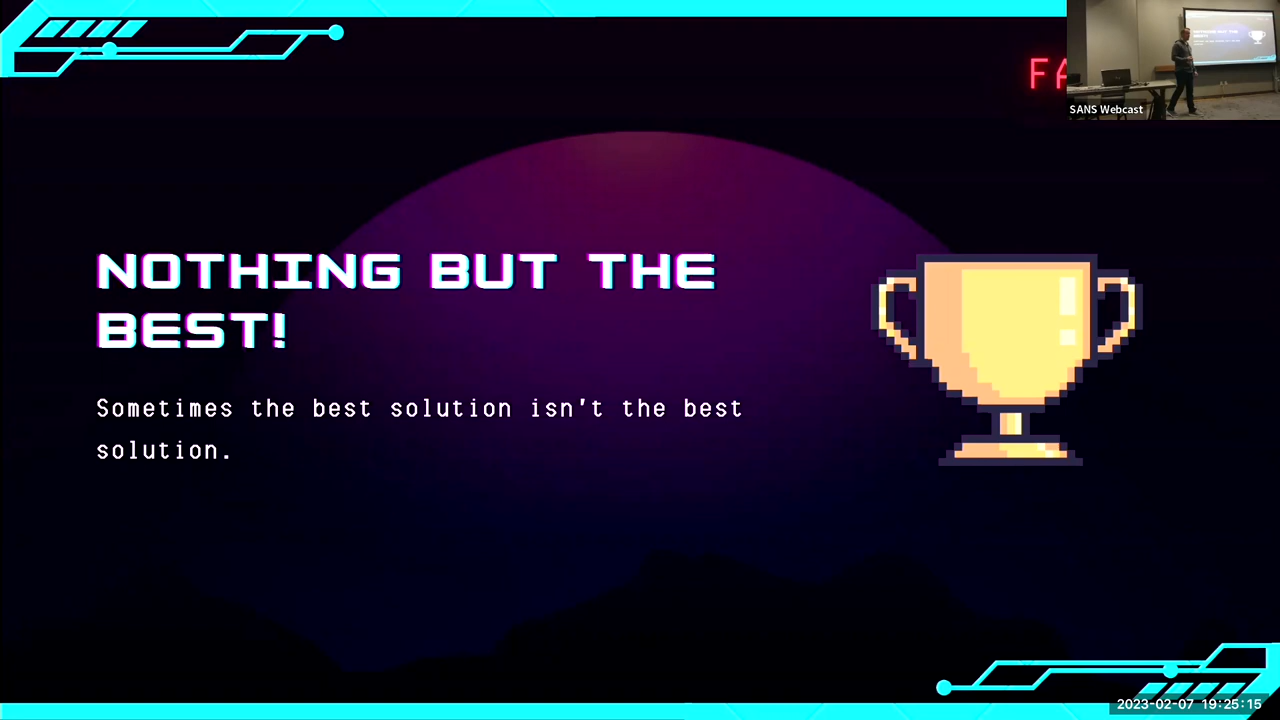 FA
SANS Webcast
NOTHING BUT THE
BEST!
Sometimes the best solution isn't the best
solution.
2023-02-07 19:25:15